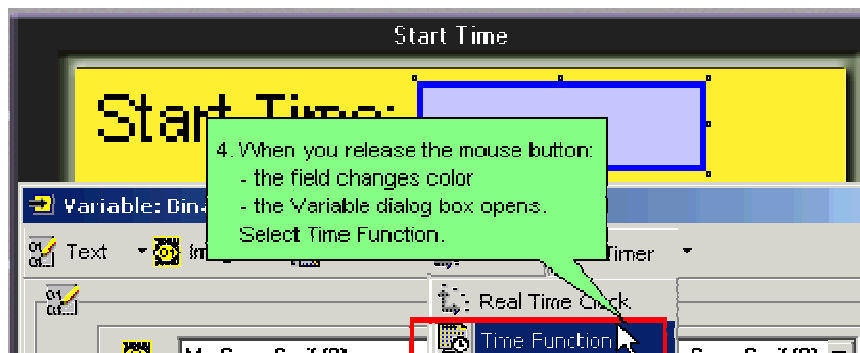 Start Time
Start Time:
4. When you release the mouse button:
- the field changes color
- the Variable dialog box opens.
Select Time Function.
Variable:
Text
Timer
Real Time Clock
Time Function